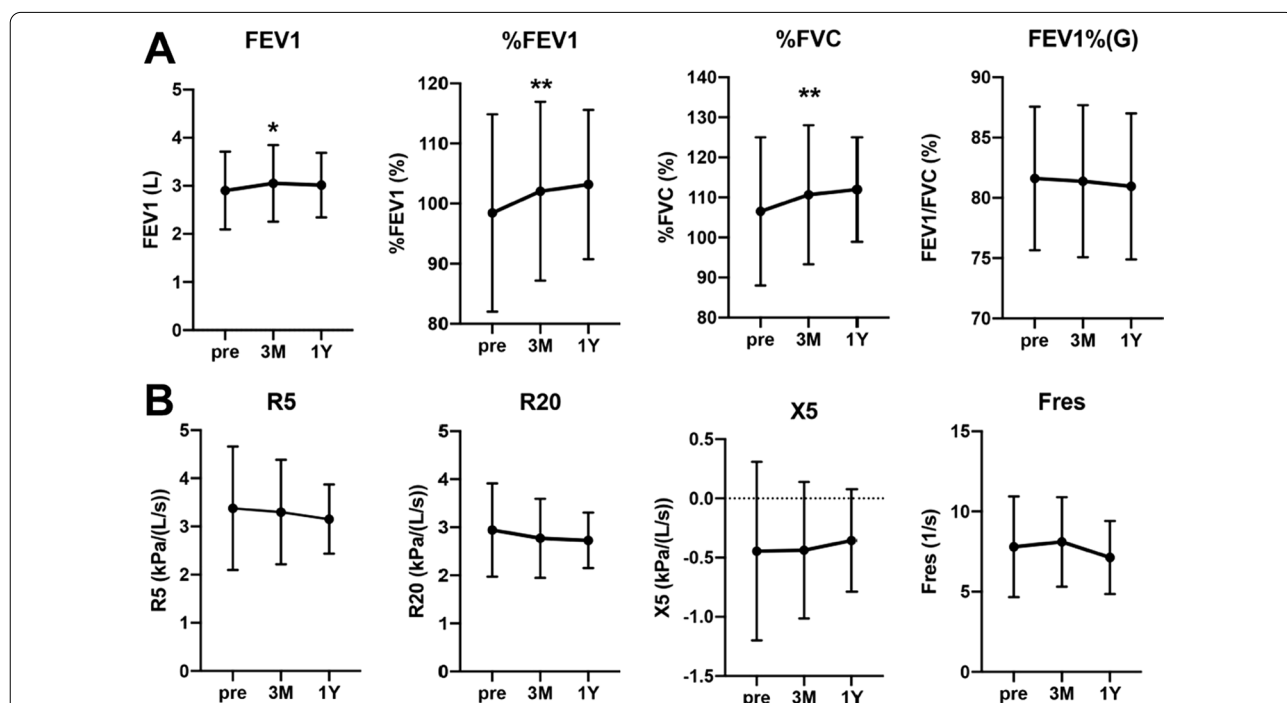 A
FEV1
FEV1 (L)
5
4
3
2
1
0
*
pre 3M 1Y
%FEV1
%FEV1 (%)
120
110
100
90
80
**
pre 3M 1Y
%FVC
%FVC (%)
140
130
120
110
100
90
80
**
pre 3M 1Y
FEV1%(G)
FEV1/FVC (%)
90
85
80
75
70
pre 3M 1Y
B
R5
R5 (kPa/(L/s))
5
4
3
2
1
0
pre 3M 1Y
R20
R20 (kPa/(L/s))
5
4
3
2
1
0
pre 3M 1Y
X5
X5 (kPa/(L/s))
0.5
0.0
-0.5
-1.0
-1.5
pre 3M 1Y
Fres
Fres (1/s)
15
10
5
0
pre 3M 1Y